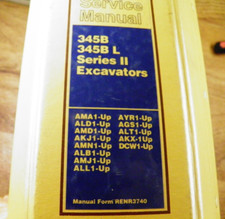 Service
Manual
345B
345B L
Series II
Excavators
AMA1-Up AYR1-Up
ALD1-Up AGS1-Up
AMD1-Up ALT1-Up
AKJ1-Up AKX-1-Up
AMN1-Up DCW1-Up
ALB1-Up
AMJ1-Up
ALL1-Up
Manual Form RENR3740